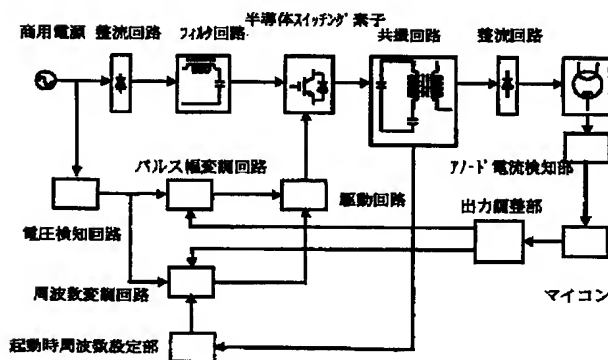 半導体スイッチング素子
商用電源 整流回路 フィルタ回路 共振回路 整流回路
パルス幅変調回路
アノード電流検知部
駆動回路
出力調整部
電圧検知回路
マイコン
周波数変調回路
起動時周波数設定部